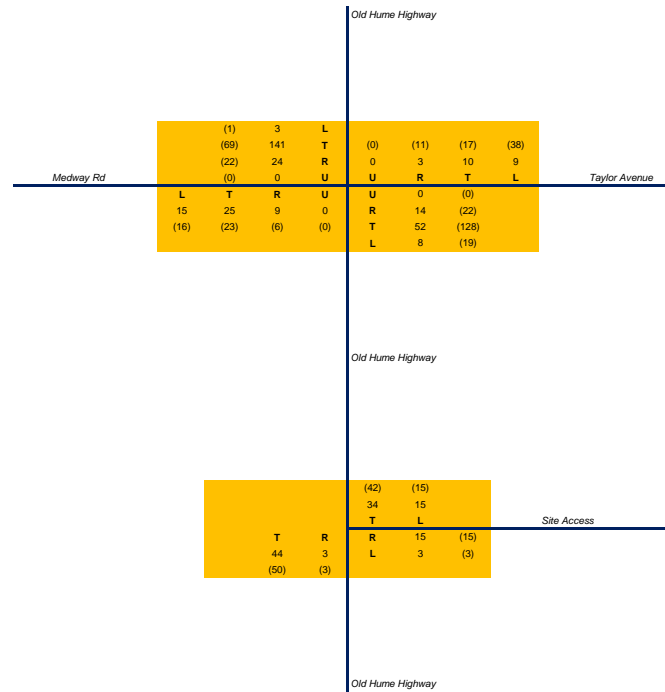 Old Hume Highway
(1) 3 L
(69) 141 T (0) (11) (17) (38)
(22) 24 R 0 3 10 9
Medway Rd (0) 0 U U R T L Taylor Avenue
L T R U U 0 (0)
15 25 9 0 R 14 (22)
(16) (23) (6) (0) T 52 (128)
L 8 (19)
Old Hume Highway
(42) (15)
34 15
T L Site Access
T R R 15 (15)
44 3 L 3 (3)
(50) (3)
Old Hume Highway